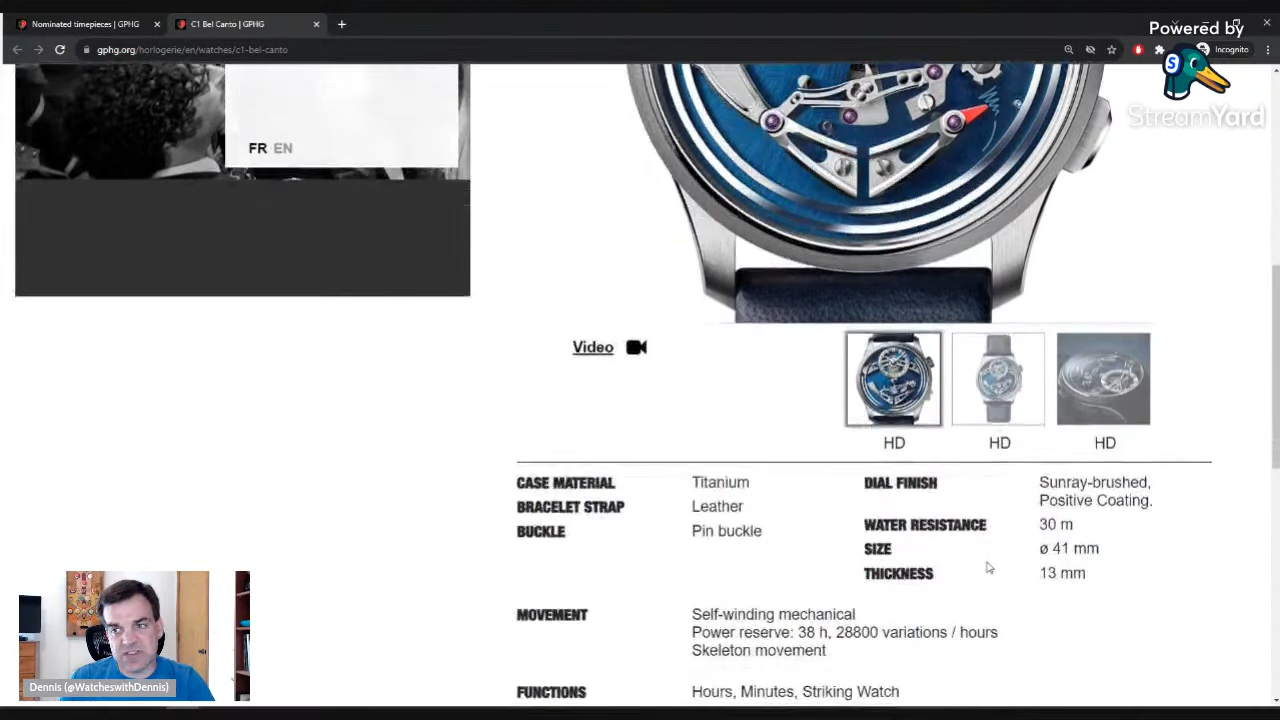 Nominated timepieces | GPHG
C1 Bel Canto | GPHG
gphg.org/horlogerie/en/watches/c1-bel-canto
Incognito
Powered by
S
StreamYard
FR EN
Video
HD
HD
HD
CASE MATERIAL Titanium
BRACELET STRAP Leather
BUCKLE Pin buckle
DIAL FINISH Sunray-brushed,
Positive Coating.
WATER RESISTANCE 30 m
SIZE ø 41 mm
THICKNESS 13 mm
MOVEMENT Self-winding mechanical
Power reserve: 38 h, 28800 variations / hours
Skeleton movement
FUNCTIONS Hours, Minutes, Striking Watch
Dennis (@WatcheswithDennis)